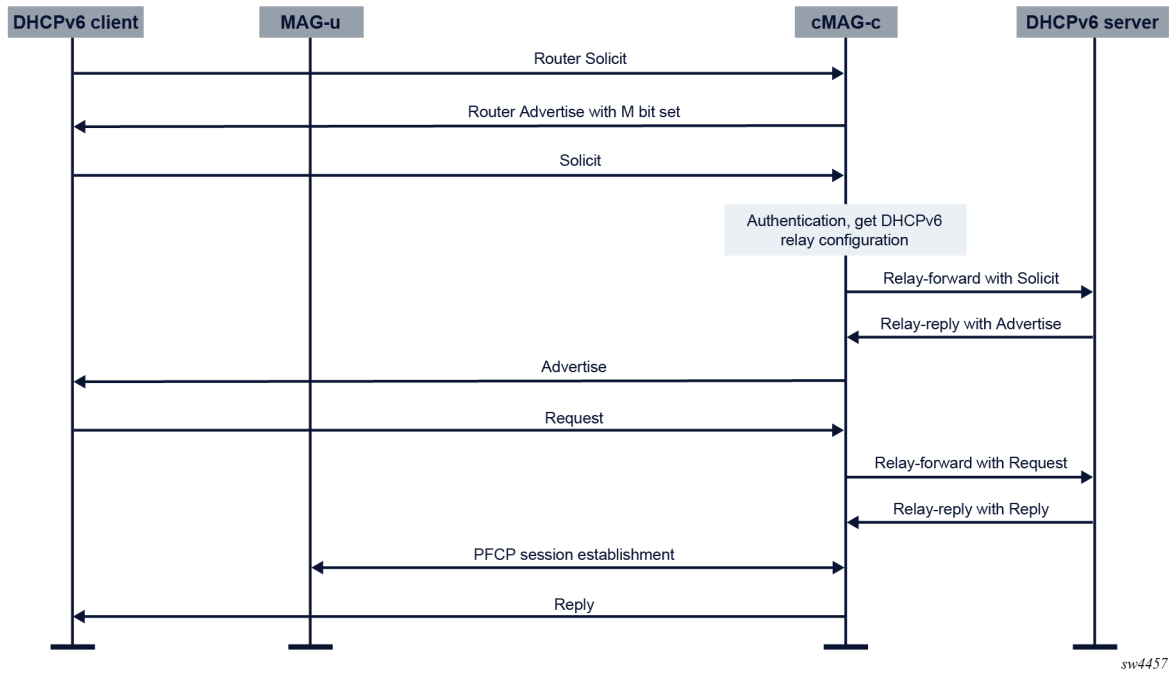 DHCPv6 client
MAG-u
cMAG-c
DHCPv6 server
Router Solicit
Router Advertise with M bit set
Solicit
Authentication, get DHCPv6
relay configuration
Relay-forward with Solicit
Relay-reply with Advertise
Advertise
Request
Relay-forward with Request
Relay-reply with Reply
PFCP session establishment
Reply
sw4457